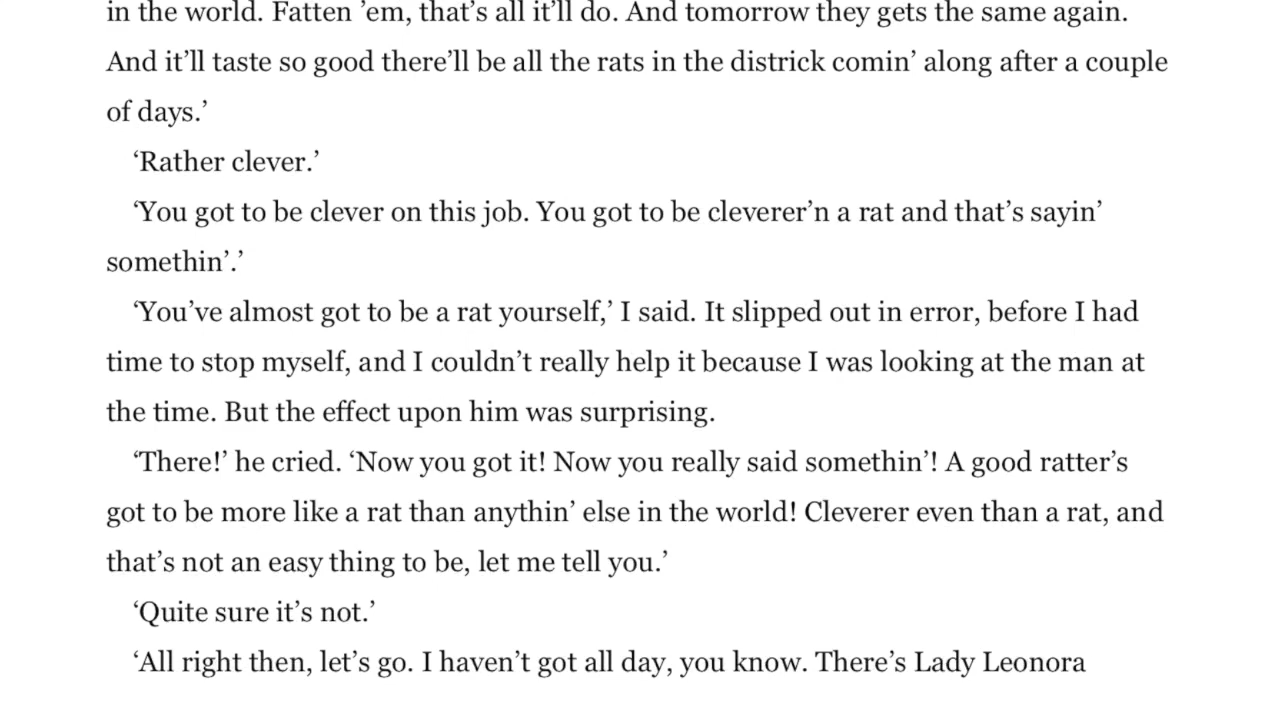 in the world. Fatten ’em, that’s all it’ll do. And tomorrow they gets the same again.
And it’ll taste so good there’ll be all the rats in the districk comin’ along after a couple
of days.’
‘Rather clever.’
‘You got to be clever on this job. You got to be cleverer’n a rat and that’s sayin’
somethin’.’
‘You’ve almost got to be a rat yourself,’ I said. It slipped out in error, before I had
time to stop myself, and I couldn’t really help it because I was looking at the man at
the time. But the effect upon him was surprising.
‘There!’ he cried. ‘Now you got it! Now you really said somethin’! A good ratter’s
got to be more like a rat than anythin’ else in the world! Cleverer even than a rat, and
that’s not an easy thing to be, let me tell you.’
‘Quite sure it’s not.’
‘All right then, let’s go. I haven’t got all day, you know. There’s Lady Leonora